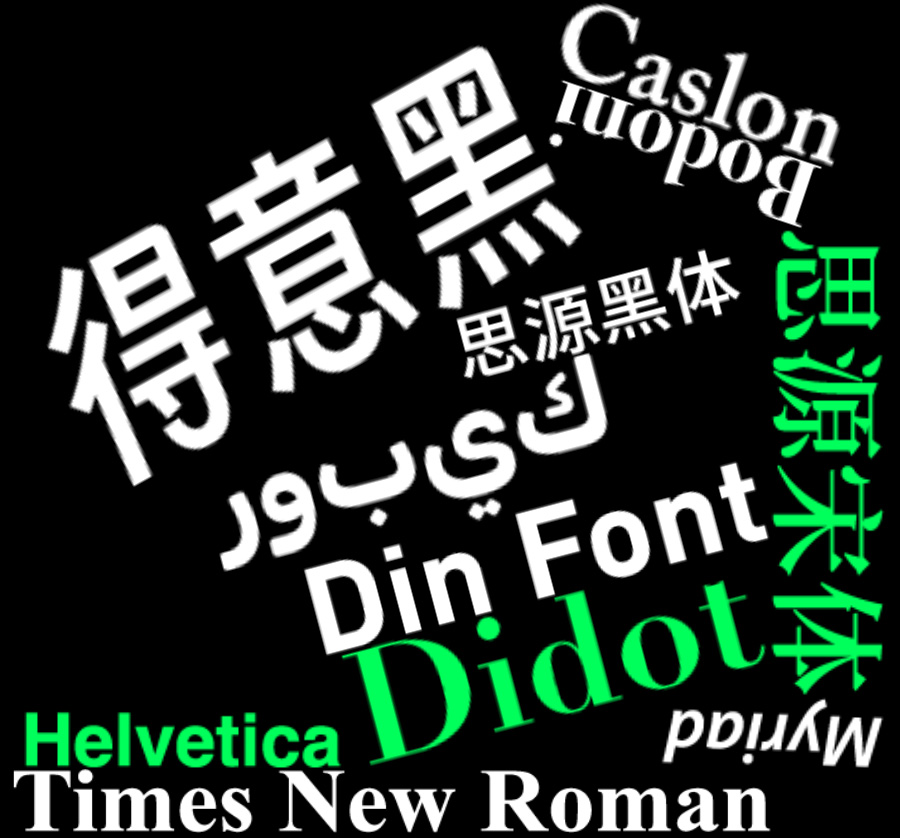 Caslon
Bodoni
得意黑
思源黑体
思源宋体
ك ي ب و ر
Din Font
Didot
Myriad
Helvetica
Times New Roman